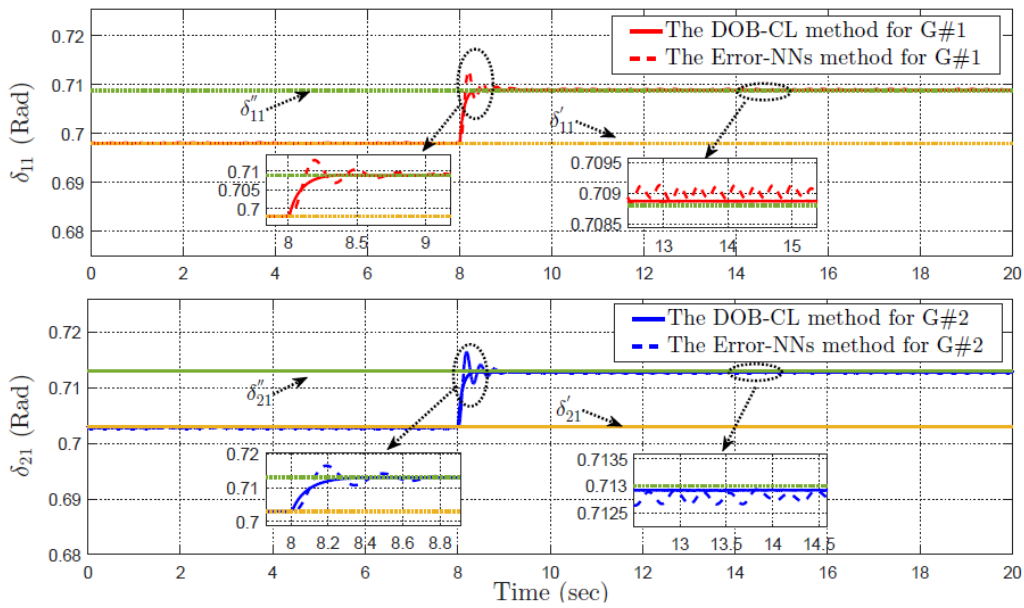 0.72
The DOB-CL method for G#1
The Error-NNs method for G#1
0.71
δ''11
δ'11
δ11 (Rad)
0.7
0.71
0.705
0.7
0.7095
0.709
0.7085
0.69
0.68
8 8.5 9
13 14 15
0 2 4 6 8 10 12 14 16 18 20
0.72
The DOB-CL method for G#2
The Error-NNs method for G#2
0.71
δ''21
δ'21
δ21 (Rad)
0.7
0.72
0.71
0.7
0.7135
0.713
0.7125
0.69
0.68
8 8.2 8.4 8.6 8.8
13 13.5 14 14.5
0 2 4 6 8 10 12 14 16 18 20
Time (sec)